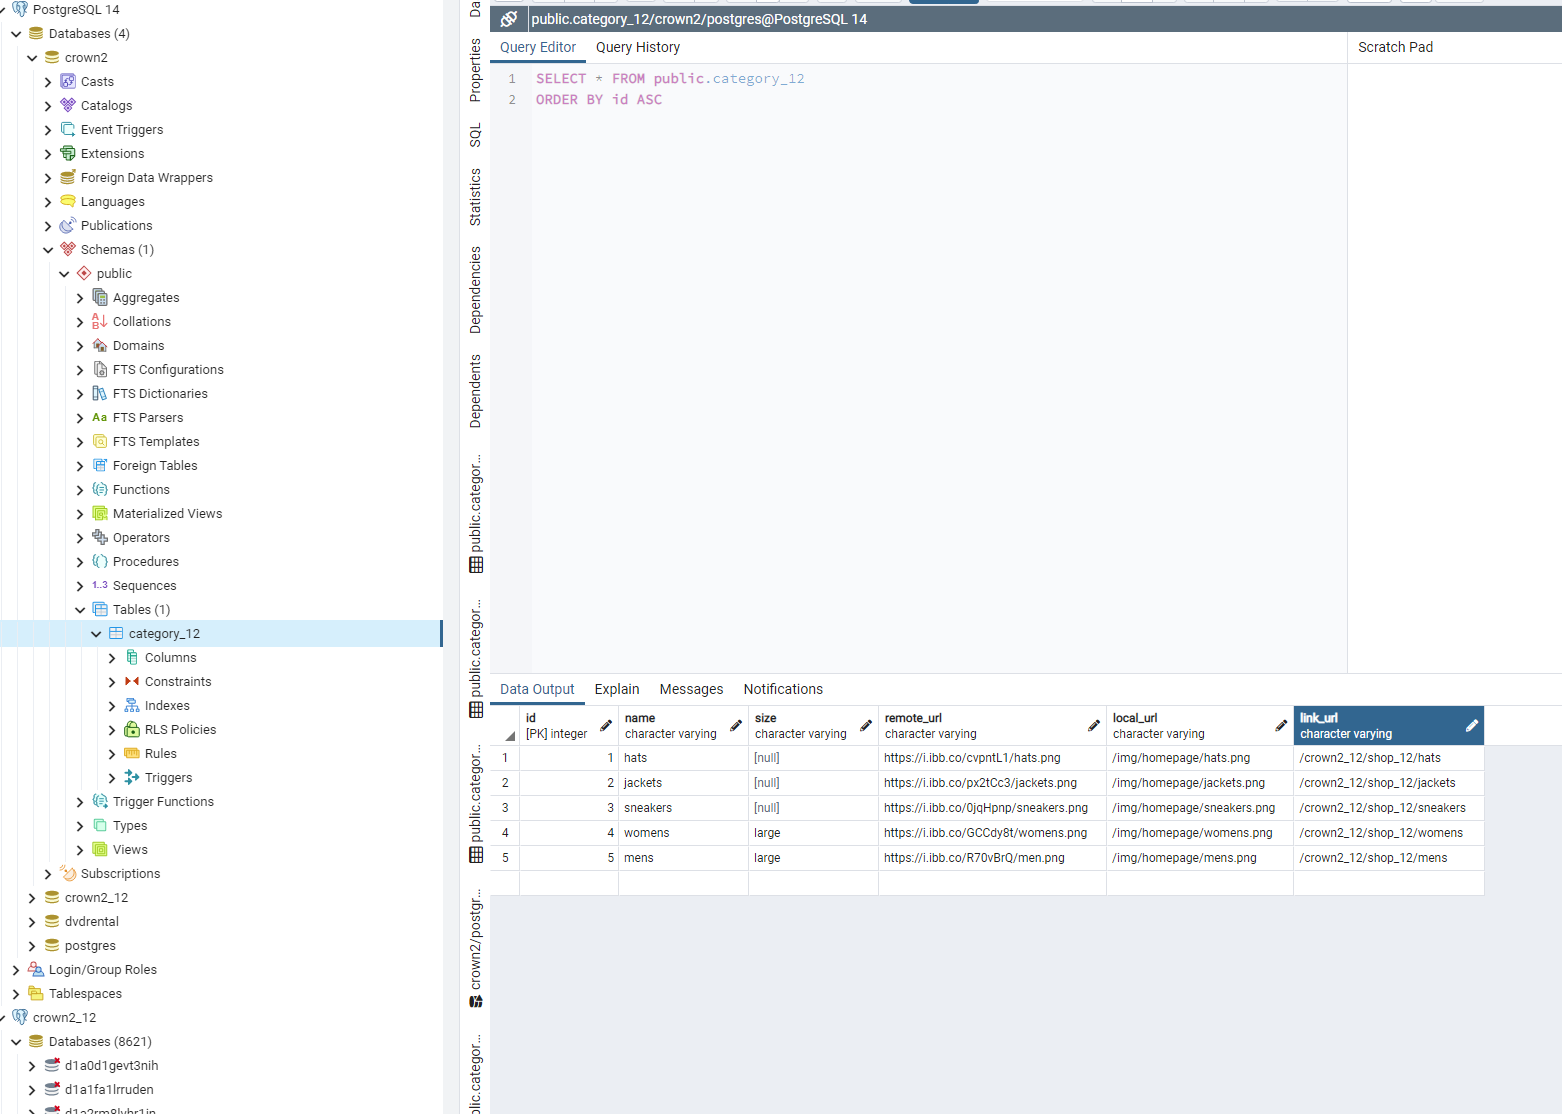 PostgreSQL 14
Databases (4)
crown2
Casts
Catalogs
Event Triggers
Extensions
Foreign Data Wrappers
Languages
Publications
Schemas (1)
public
Aggregates
Collations
Domains
FTS Configurations
FTS Dictionaries
Aa FTS Parsers
FTS Templates
Foreign Tables
Functions
Materialized Views
Operators
Procedures
1..3 Sequences
Tables (1)
category_12
Columns
Constraints
Indexes
RLS Policies
Rules
Triggers
Trigger Functions
Types
Views
Subscriptions
crown2_12
dvdrental
postgres
Login/Group Roles
Tablespaces
crown2_12
Databases (8621)
d1a0d1gevt3nih
d1a1fa1lrruden
Properties
SQL
Statistics
Dependencies
Dependents
public.categor...
public.categor...
public.categor...
crown2/postgr...
blic.categor...
public.category_12/crown2/postgres@PostgreSQL 14
Query Editor Query History
Scratch Pad
1 SELECT * FROM public.category_12
2 ORDER BY id ASC
Data Output Explain Messages Notifications
id name size remote_url local_url link_url
[PK] integer character varying character varying character varying character varying character varying
1 1 hats [null] https://i.ibb.co/cvpntL1/hats.png /img/homepage/hats.png /crown2_12/shop_12/hats
2 2 jackets [null] https://i.ibb.co/px2tCc3/jackets.png /img/homepage/jackets.png /crown2_12/shop_12/jackets
3 3 sneakers [null] https://i.ibb.co/0jqHpnp/sneakers.png /img/homepage/sneakers.png /crown2_12/shop_12/sneakers
4 4 womens large https://i.ibb.co/GCCdy8t/womens.png /img/homepage/womens.png /crown2_12/shop_12/womens
5 5 mens large https://i.ibb.co/R70vBrQ/men.png /img/homepage/mens.png /crown2_12/shop_12/mens